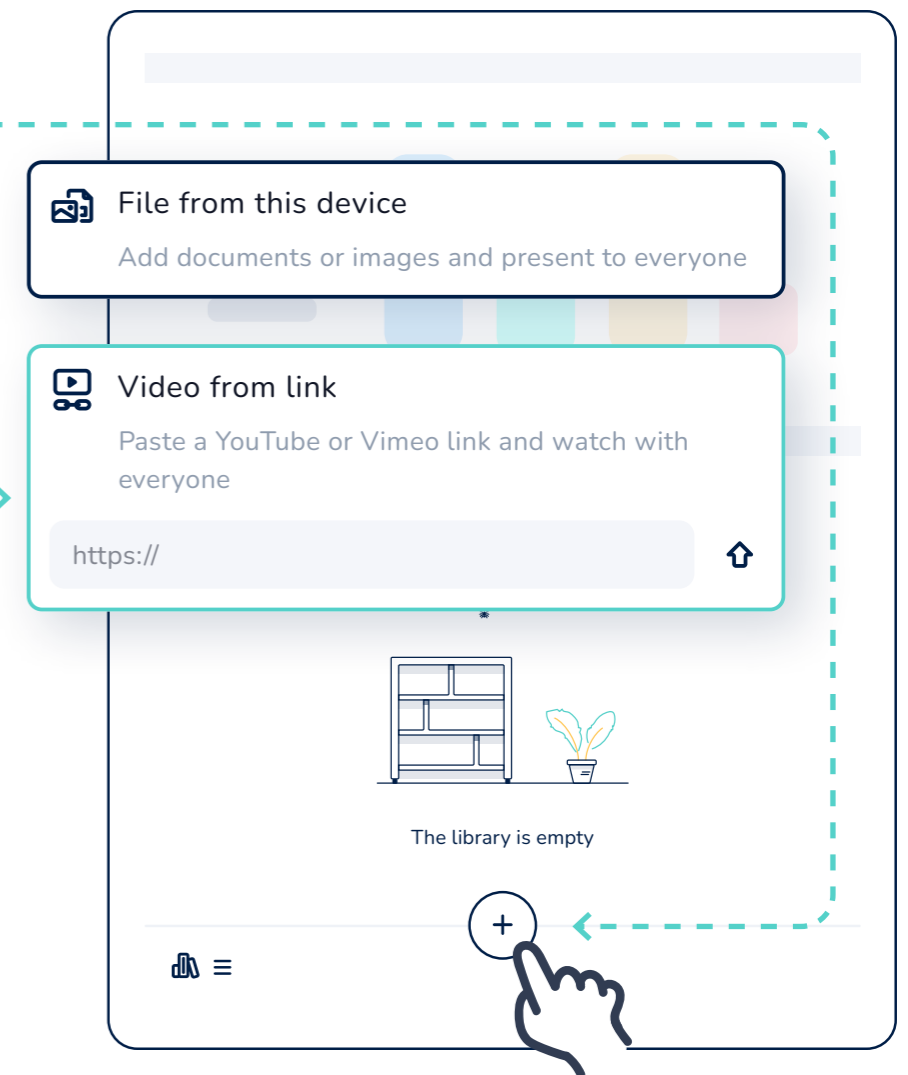 File from this device
Add documents or images and present to everyone
Video from link
Paste a YouTube or Vimeo link and watch with
everyone
https://
The library is empty